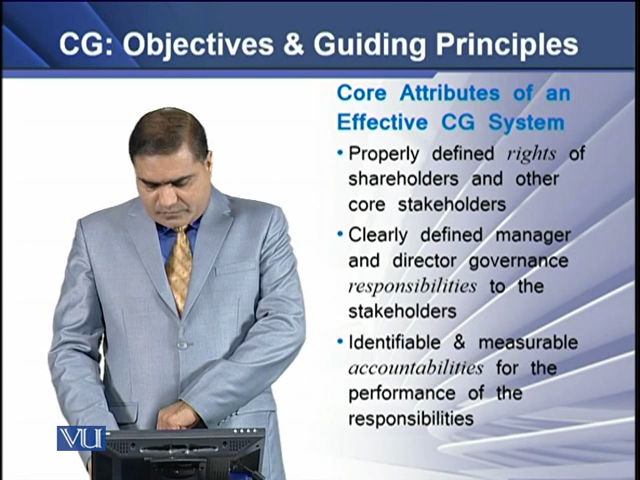 CG: Objectives & Guiding Principles
Core Attributes of an
Effective CG System
• Properly defined rights of
shareholders and other
core stakeholders
• Clearly defined manager
and director governance
responsibilities to the
stakeholders
• Identifiable & measurable
accountabilities for the
performance of the
responsibilities
VU